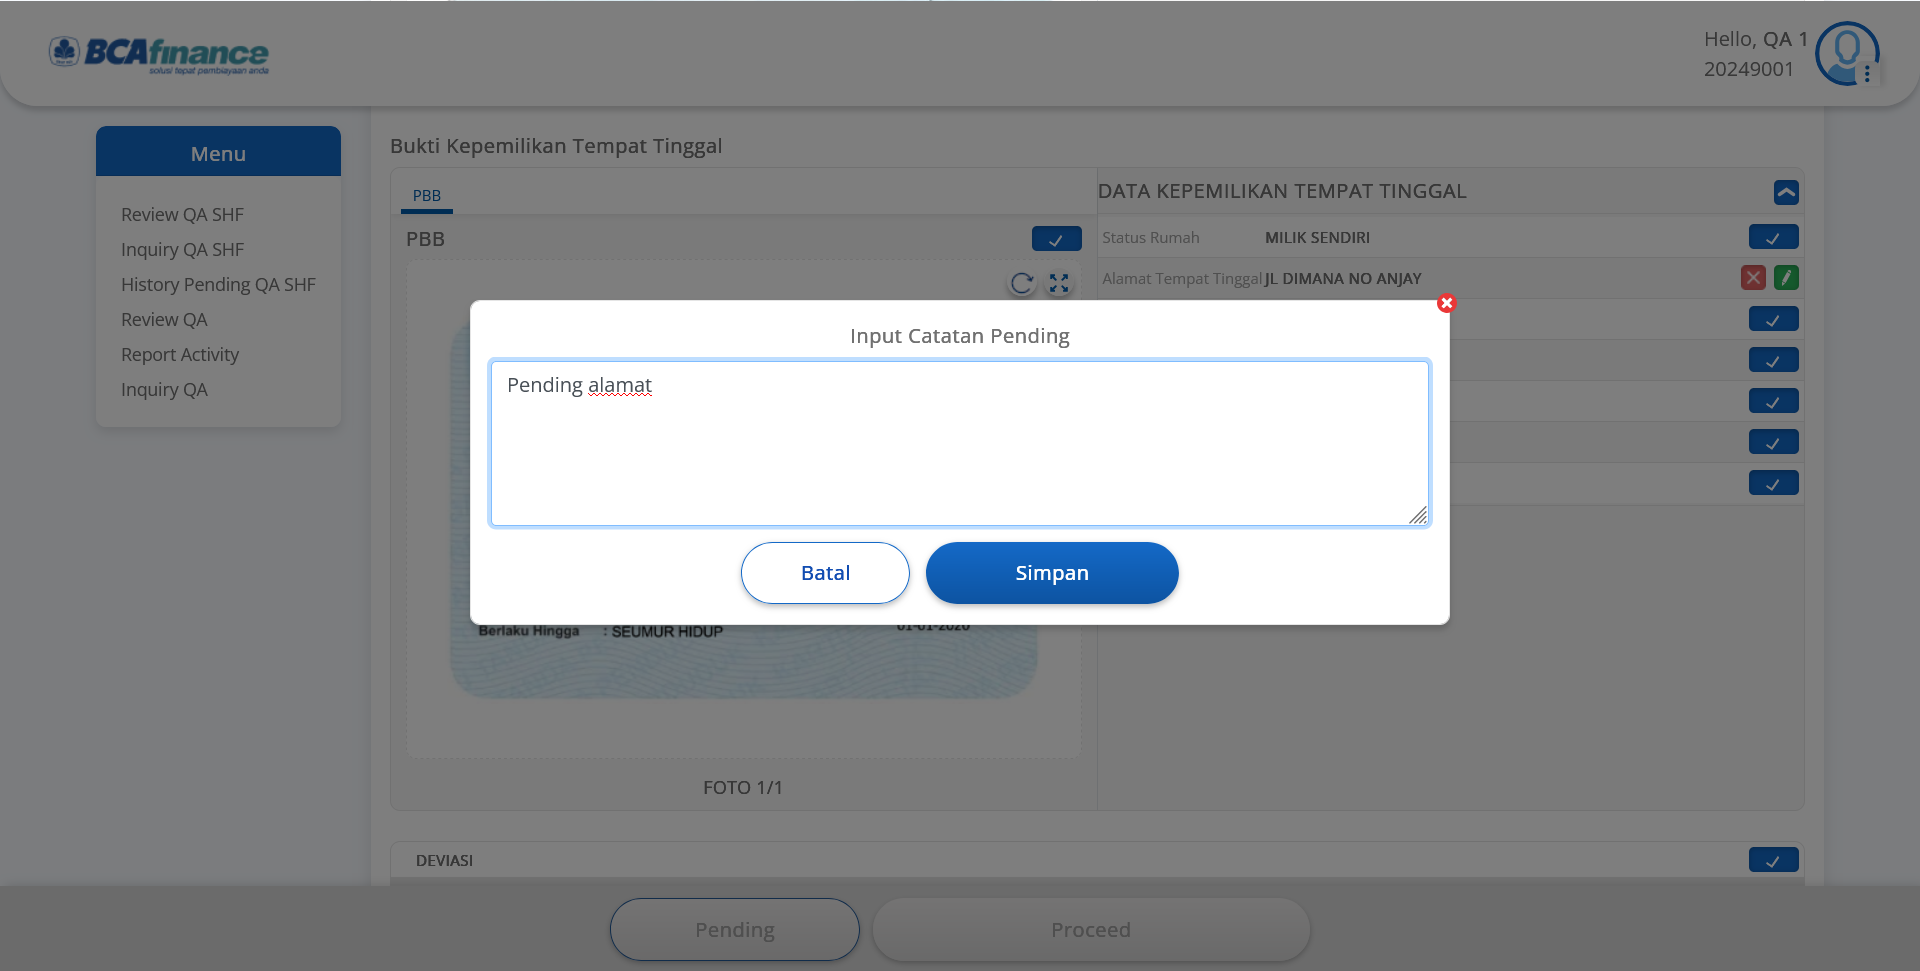 BCAfinance
solusi tepat pembiayaan anda
Hello, QA 1
20249001
Menu
Review QA SHF
Inquiry QA SHF
History Pending QA SHF
Review QA
Report Activity
Inquiry QA
Bukti Kepemilikan Tempat Tinggal
PBB
PBB
DATA KEPEMILIKAN TEMPAT TINGGAL
Status Rumah MILIK SENDIRI
Alamat Tempat Tinggal JL DIMANA NO ANJAY
Input Catatan Pending
Pending alamat
Batal
Simpan
Berlaku Hingga : SEUMUR HIDUP
01-01-2020
FOTO 1/1
DEVIASI
Pending
Proceed